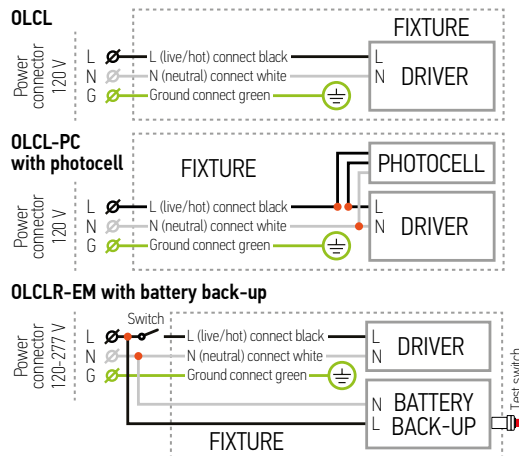 OLCL
FIXTURE
Power
connector
120 V
L
N
G
L (live/hot) connect black
N (neutral) connect white
Ground connect green
L
N
DRIVER
OLCL-PC
with photocell
FIXTURE
PHOTOCELL
Power
connector
120 V
L
N
G
L (live/hot) connect black
N (neutral) connect white
Ground connect green
L
N
DRIVER
OLCLR-EM with battery back-up
Power
connector
120-277 V
Switch
L
N
G
L (live/hot) connect black
N (neutral) connect white
Ground connect green
L
N
DRIVER
N
L
BATTERY
BACK-UP
Test switch
FIXTURE